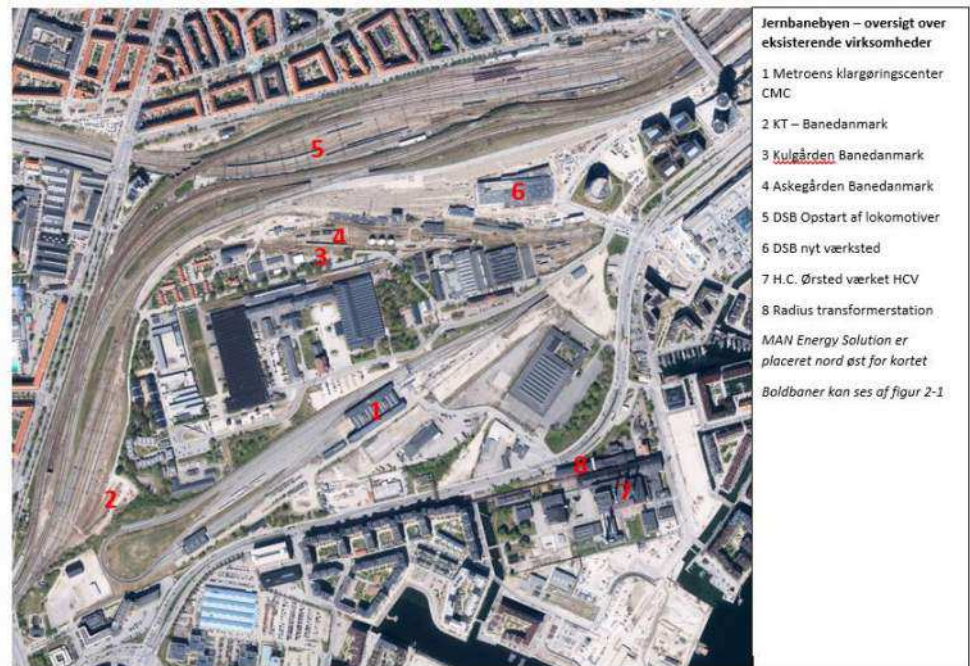 Jernbanebyen – oversigt over
eksisterende virksomheder
1 Metroens klargøringscenter
CMC
2 KT – Banedanmark
3 Kulgården Banedanmark
4 Askegården Banedanmark
5 DSB Opstart af lokomotiver
6 DSB nyt værksted
7 H.C. Ørsted værket HCV
8 Radius transformerstation
MAN Energy Solution er
placeret nord øst for kortet
Boldbaner kan ses af figur 2-1
5
6
4
3
1
2
8
7